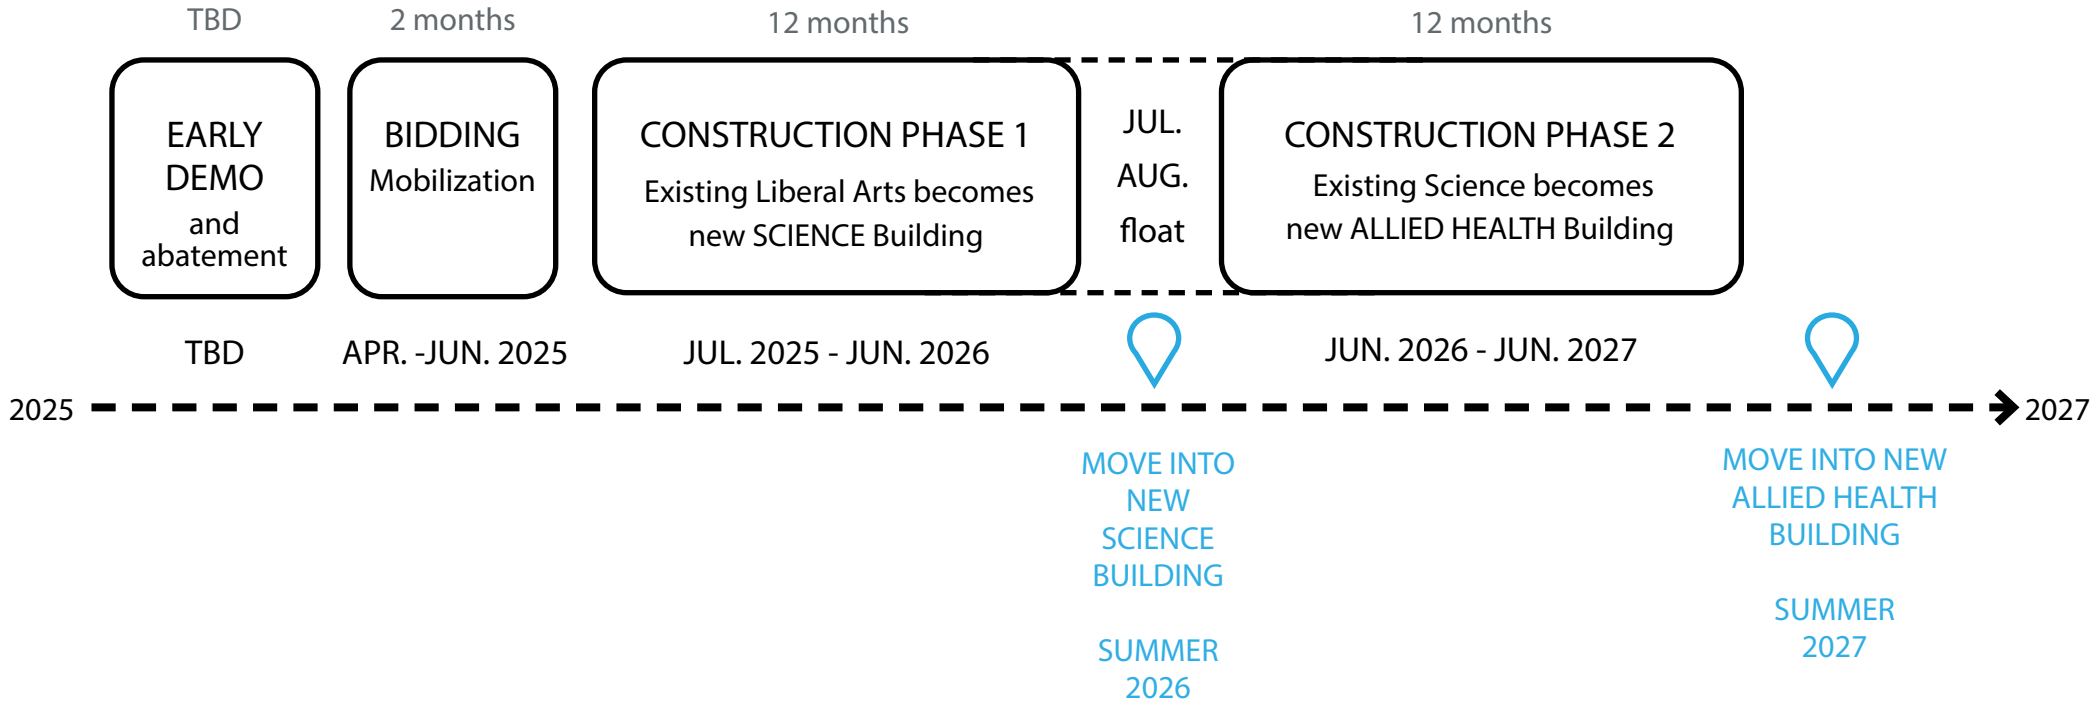 TBD
2 months
12 months
12 months
EARLY
DEMO
and
abatement
BIDDING
Mobilization
CONSTRUCTION PHASE 1
Existing Liberal Arts becomes
new SCIENCE Building
JUL.
AUG.
float
CONSTRUCTION PHASE 2
Existing Science becomes
new ALLIED HEALTH Building
TBD
APR. -JUN. 2025
JUL. 2025 - JUN. 2026
JUN. 2026 - JUN. 2027
2025
2027
MOVE INTO
NEW
SCIENCE
BUILDING
SUMMER
2026
MOVE INTO NEW
ALLIED HEALTH
BUILDING
SUMMER
2027